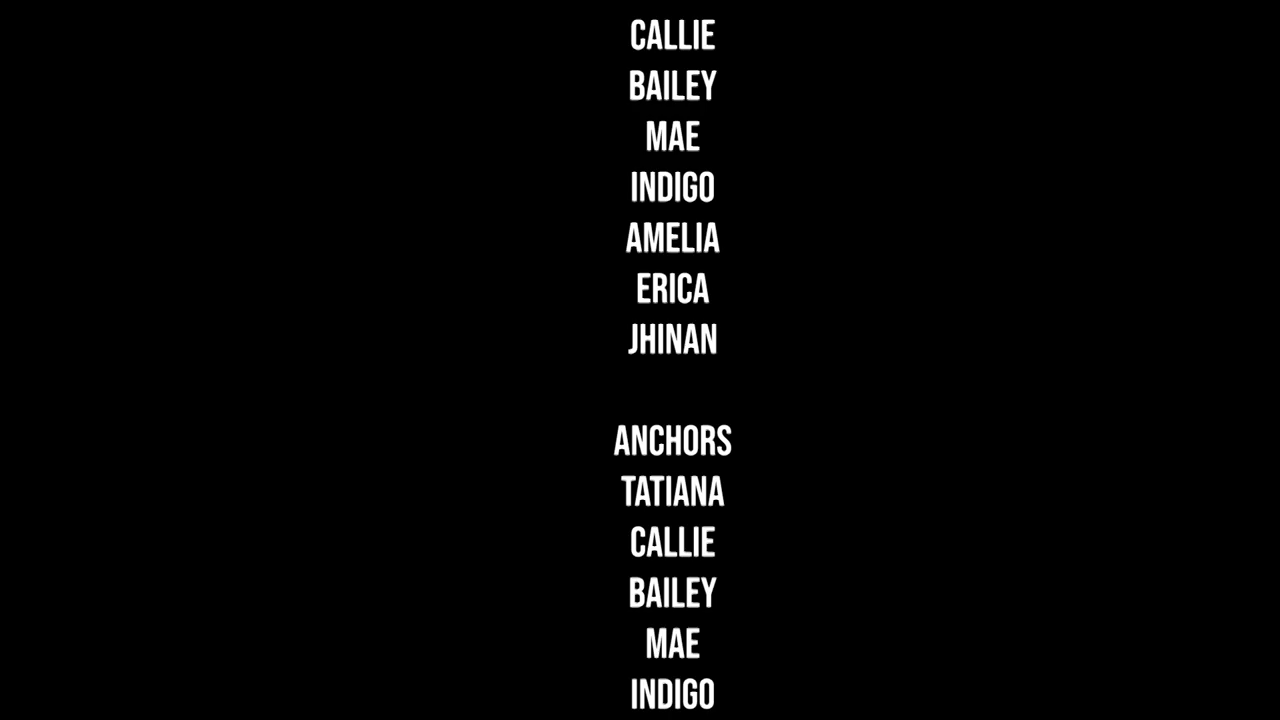 CALLIE
BAILEY
MAE
INDIGO
AMELIA
ERICA
JHINAN
ANCHORS
TATIANA
CALLIE
BAILEY
MAE
INDIGO